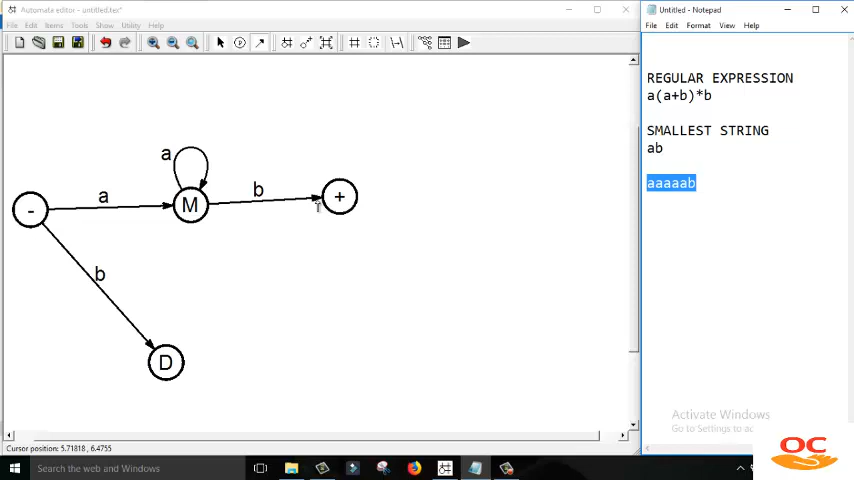 Automata editor - untitled.tex*
File Edit Items Tools Show Utility Help
Untitled - Notepad
File Edit Format View Help
REGULAR EXPRESSION
a(a+b)*b
SMALLEST STRING
ab
aaaaab
a
a
b
-
M
+
b
D
Activate Windows
Go to Settings to ac
Cursor position: 5.71818, 6.4755
Search the web and Windows
OC